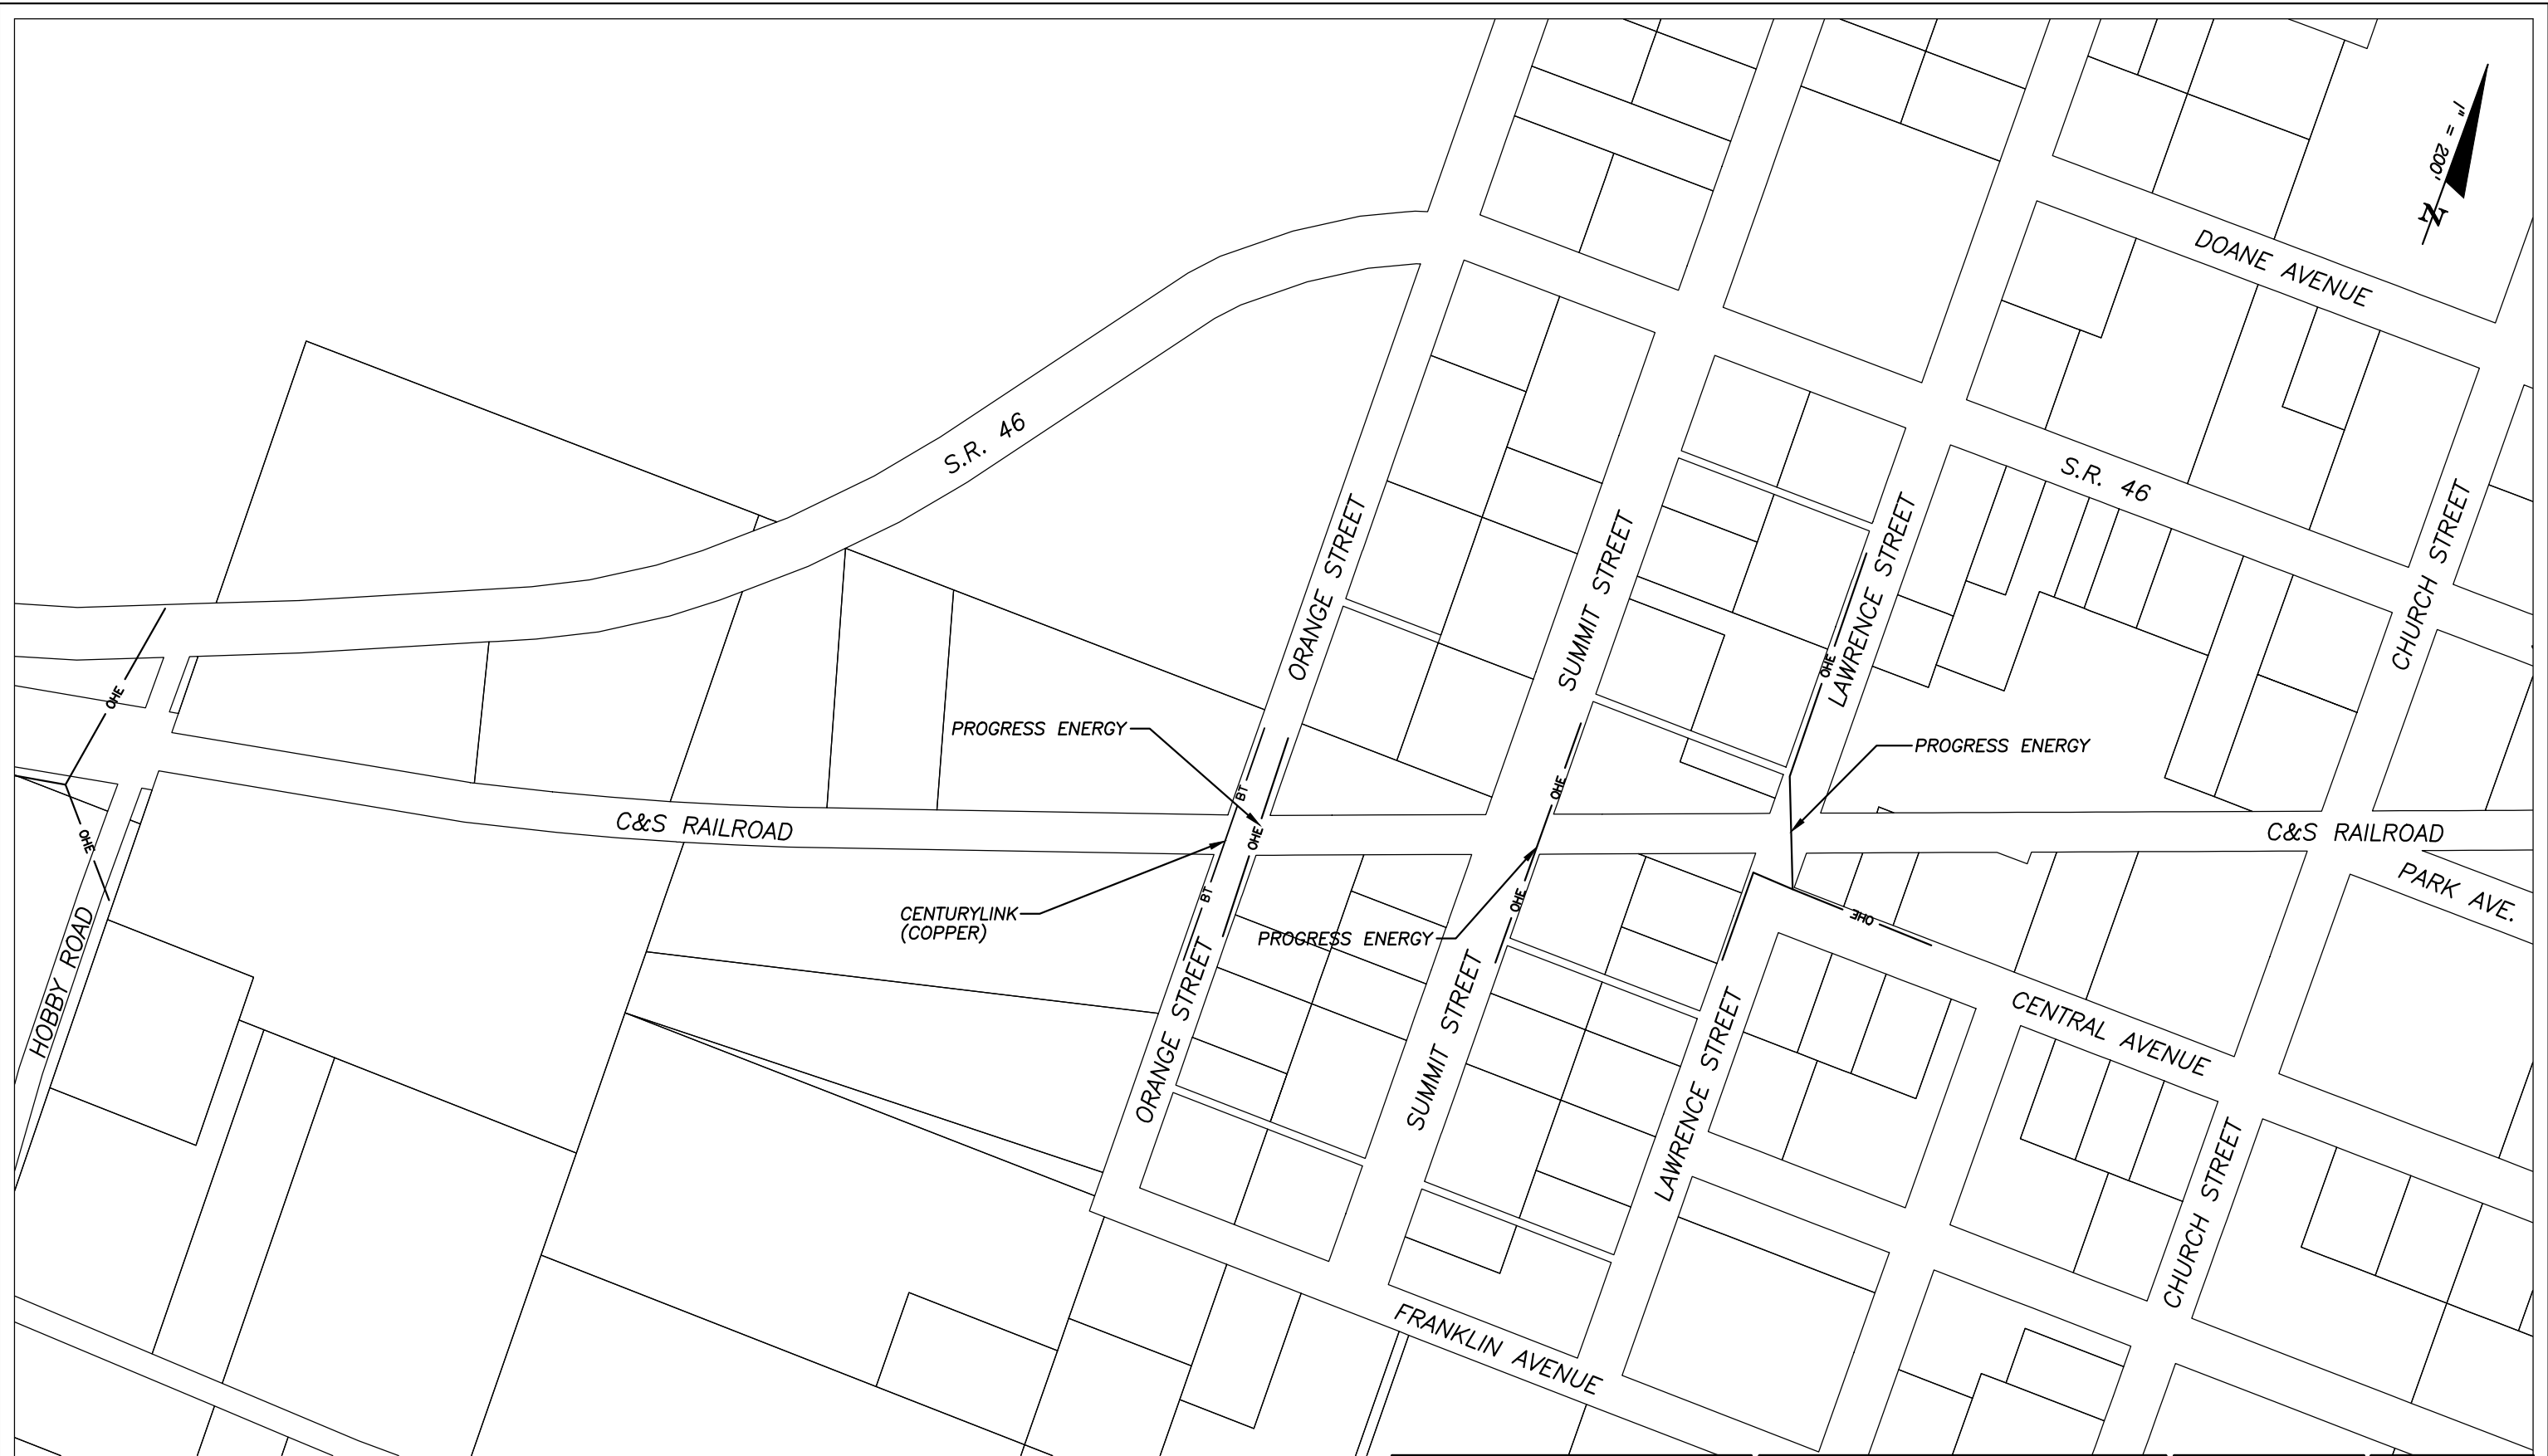 1" = 200'
N
DOANE AVENUE
S.R. 46
S.R. 46
CHURCH STREET
ORANGE STREET
SUMMIT STREET
LAWRENCE STREET
OHE
OHE
PROGRESS ENERGY
PROGRESS ENERGY
BT
OHE
C&S RAILROAD
OHE
C&S RAILROAD
OHE
PARK AVE.
BT
OHE
CENTURYLINK
(COPPER)
OHE
PROGRESS ENERGY
HOBBY ROAD
ORANGE STREET
SUMMIT STREET
LAWRENCE STREET
CENTRAL AVENUE
CHURCH STREET
FRANKLIN AVENUE